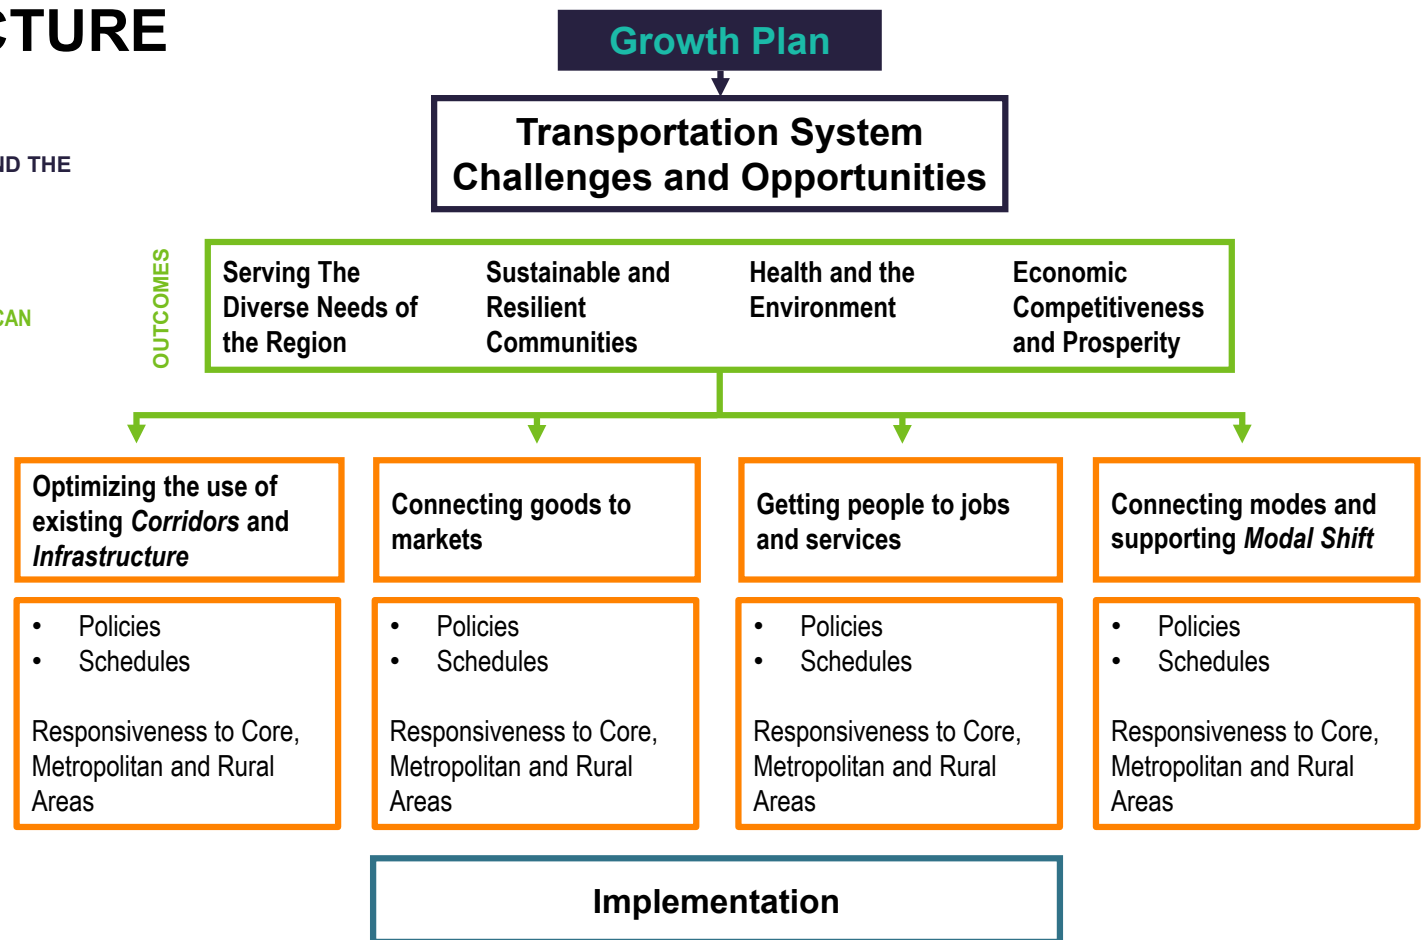 CTURE
Growth Plan
Transportation System
Challenges and Opportunities
ND THE
CAN
OUTCOMES
Serving The
Diverse Needs of
the Region
Sustainable and
Resilient
Communities
Health and the
Environment
Economic
Competitiveness
and Prosperity
Optimizing the use of
existing Corridors and
Infrastructure
Connecting goods to
markets
Getting people to jobs
and services
Connecting modes and
supporting Modal Shift
• Policies
• Schedules
Responsiveness to Core,
Metropolitan and Rural
Areas
• Policies
• Schedules
Responsiveness to Core,
Metropolitan and Rural
Areas
• Policies
• Schedules
Responsiveness to Core,
Metropolitan and Rural
Areas
• Policies
• Schedules
Responsiveness to Core,
Metropolitan and Rural
Areas
Implementation